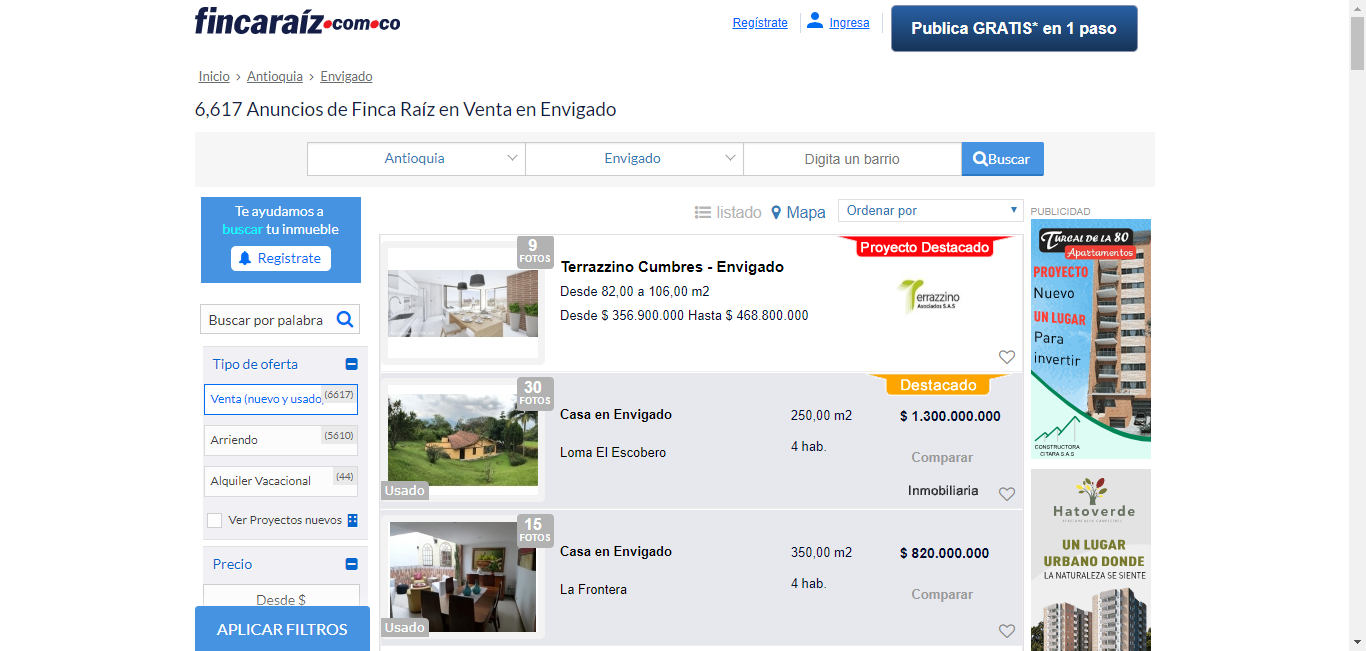 fincaraíz.com.co
Regístrate
Ingresa
Publica GRATIS* en 1 paso
Inicio > Antioquia > Envigado
6,617 Anuncios de Finca Raíz en Venta en Envigado
Antioquia
Envigado
Digita un barrio
Buscar
Te ayudamos a
buscar tu inmueble
Registrate
Buscar por palabra
Tipo de oferta
Venta (nuevo y usado)
(6617)
Arriendo
(5610)
Alquiler Vacacional
(44)
Ver Proyectos nuevos
Precio
Desde $
APLICAR FILTROS
listado
Mapa
Ordenar por
9
FOTOS
Proyecto Destacado
Terrazzino Cumbres - Envigado
Desde 82,00 a 106,00 m2
Desde $ 356.900.000 Hasta $ 468.800.000
Terrazzino
Asociados S.A.S
30
FOTOS
Usado
Destacado
Casa en Envigado
250,00 m2
$ 1.300.000.000
Loma El Escobero
4 hab.
Comparar
Inmobiliaria
15
FOTOS
Usado
Casa en Envigado
350,00 m2
$ 820.000.000
La Frontera
4 hab.
Comparar
PUBLICIDAD
TURCAL DE LA 80
Apartamentos
PROYECTO
Nuevo
UN LUGAR
Para
invertir
CONSTRUCTORA
CITARA S.A.S
Hatoverde
UN LUGAR
URBANO DONDE
LA NATURALEZA SE SIENTE